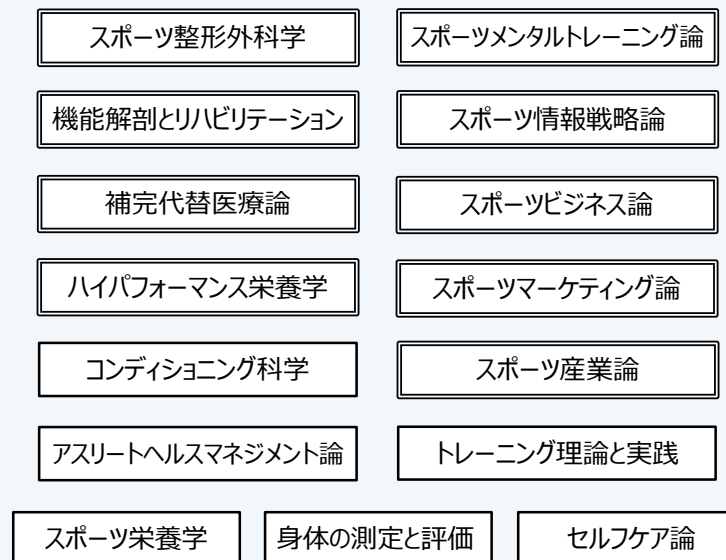 スポーツ整形外科学
スポーツメンタルトレーニング論
機能解剖とリハビリテーション
スポーツ情報戦略論
補完代替医療論
スポーツビジネス論
ハイパフォーマンス栄養学
スポーツマーケティング論
コンディショニング科学
スポーツ産業論
アスリートヘルスマネジメント論
トレーニング理論と実践
スポーツ栄養学
身体の測定と評価
セルフケア論